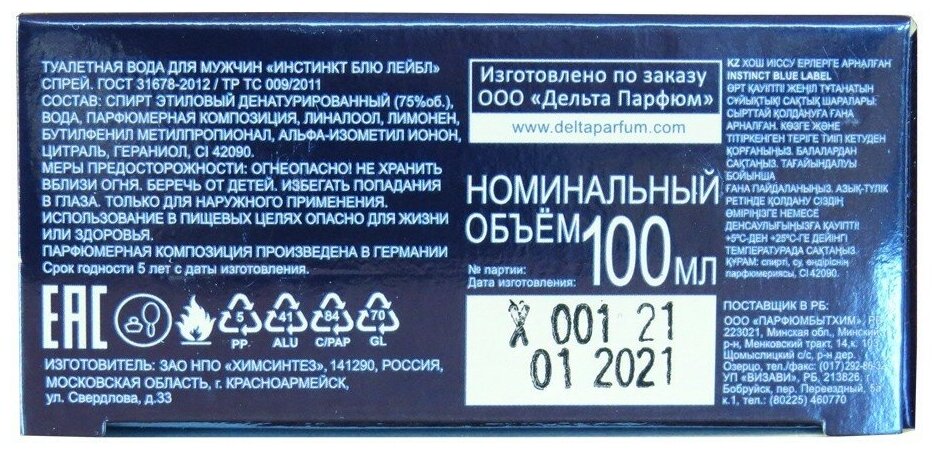 ТУАЛЕТНАЯ ВОДА ДЛЯ МУЖЧИН «ИНСТИНКТ БЛЮ ЛЕЙБЛ»
СПРЕЙ. ГОСТ 31678-2012 / ТР ТС 009/2011
СОСТАВ: СПИРТ ЭТИЛОВЫЙ ДЕНАТУРИРОВАННЫЙ (75%об.),
ВОДА, ПАРФЮМЕРНАЯ КОМПОЗИЦИЯ, ЛИНАЛООЛ, ЛИМОНЕН,
БУТИЛФЕНИЛ МЕТИЛПРОПИОНАЛ, АЛЬФА-ИЗОМЕТИЛ ИОНОН,
ЦИТРАЛЬ, ГЕРАНИОЛ, CI 42090.
МЕРЫ ПРЕДОСТОРОЖНОСТИ: ОГНЕОПАСНО! НЕ ХРАНИТЬ
ВБЛИЗИ ОГНЯ. БЕРЕЧЬ ОТ ДЕТЕЙ. ИЗБЕГАТЬ ПОПАДАНИЯ
В ГЛАЗА. ТОЛЬКО ДЛЯ НАРУЖНОГО ПРИМЕНЕНИЯ.
ИСПОЛЬЗОВАНИЕ В ПИЩЕВЫХ ЦЕЛЯХ ОПАСНО ДЛЯ ЖИЗНИ
ИЛИ ЗДОРОВЬЯ.
ПАРФЮМЕРНАЯ КОМПОЗИЦИЯ ПРОИЗВЕДЕНА В ГЕРМАНИИ
Срок годности 5 лет с даты изготовления.
EAC
5 41 84 70
PP. ALU C/PAP GL
ИЗГОТОВИТЕЛЬ: ЗАО НПО «ХИМСИНТЕЗ», 141290, РОССИЯ,
МОСКОВСКАЯ ОБЛАСТЬ, г. КРАСНОАРМЕЙСК,
ул. СВЕРДЛОВА, д.33
Изготовлено по заказу
ООО «Дельта Парфюм»
www.deltaparfum.com
НОМИНАЛЬНЫЙ
ОБЪЁМ 100 МЛ
№ партии:
Дата изготовления:
001 21
01 2021
KZ ХОШ ИІССУ ЕРЛЕРГЕ АРНАЛҒАН
INSTINCT BLUE LABEL
ӨРТ ҚАУІПТІ! ЖЕҢІЛ ТҰТАНАТЫН
СҰЙЫҚТЫҚ! САҚТЫҚ ШАРАЛАРЫ:
СЫРТТАЙ ҚОЛДАНУҒА ҒАНА
АРНАЛҒАН. КӨЗГЕ ЖӘНЕ
ТІТІРКЕНГЕН ТЕРІГЕ ТИІП КЕТУДЕН
ҚОРҒАНЫҢЫЗ. БАЛАЛАРДАН
САҚТАҢЫЗ. ТАҒАЙЫНДАЛУЫ
БОЙЫНША
ҒАНА ПАЙДАЛАНЫҢЫЗ. АЗЫҚ-ТҮЛІК
РЕТІНДЕ ҚОЛДАНУ СІЗДІҢ
ӨМІРІҢІЗГЕ НЕМЕСЕ
ДЕНСАУЛЫҒЫҢЫЗҒА ҚАУІПТІ!
+5ºС-ДЕН +25ºС-ГЕ ДЕЙІНГІ
ТЕМПЕРАТУРАДА САҚТАҢЫЗ.
ҚҰРАМ: спирті, су, өндірісінің
парфюмериясы, CI 42090.
ПОСТАВЩИК В РБ:
ООО «ПАРФЮМБЫТХИМ», РБ,
223021, Минская обл., Минский
р-н, Менковский тракт, 14,
Щомыслицкий с/с, р-н дер.
Озерцо, тел./факс: (017)292-86-
УП «ВИЗАВИ», РБ, 213826, г.
Бобруйск, пер. Переездный,
тел.: (80225) 460770